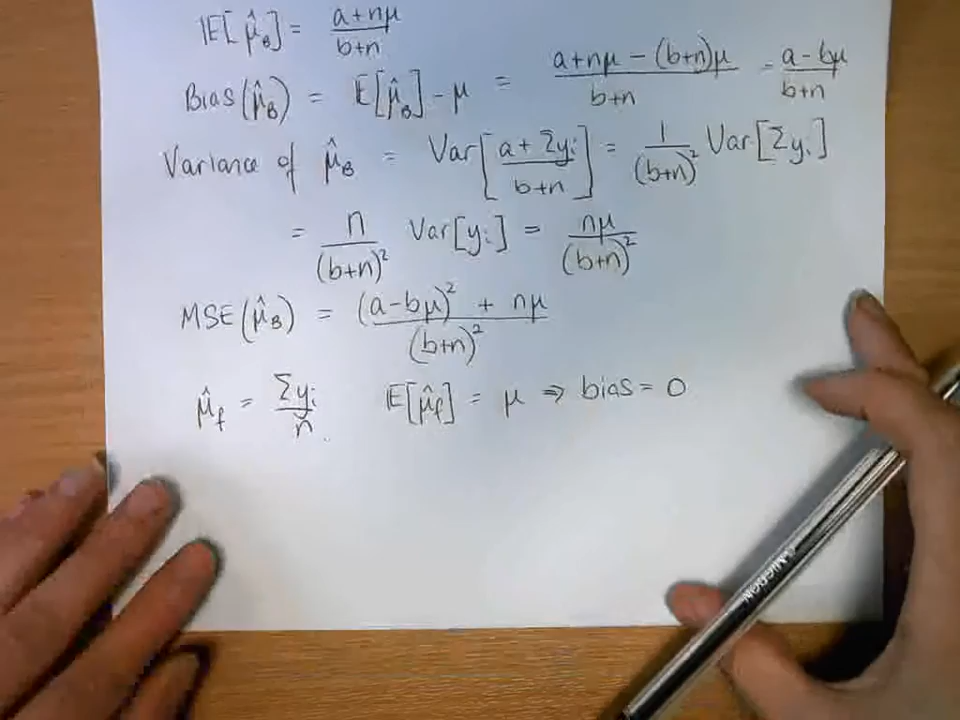 IE[μ̂_B] = (a+nμ)/(b+n)
Bias(μ̂_B) = E[μ̂_B] - μ = (a+nμ - (b+n)μ)/(b+n) = (a-bμ)/(b+n)
Variance of μ̂_B = Var[(a + Σyᵢ)/(b+n)] = 1/(b+n)² Var[Σyᵢ]
= n/(b+n)² Var[yᵢ] = nμ/(b+n)²
MSE(μ̂_B) = ((a-bμ)² + nμ)/(b+n)²
μ̂_f = Σyᵢ/n. E[μ̂_f] = μ ⇒ bias = 0